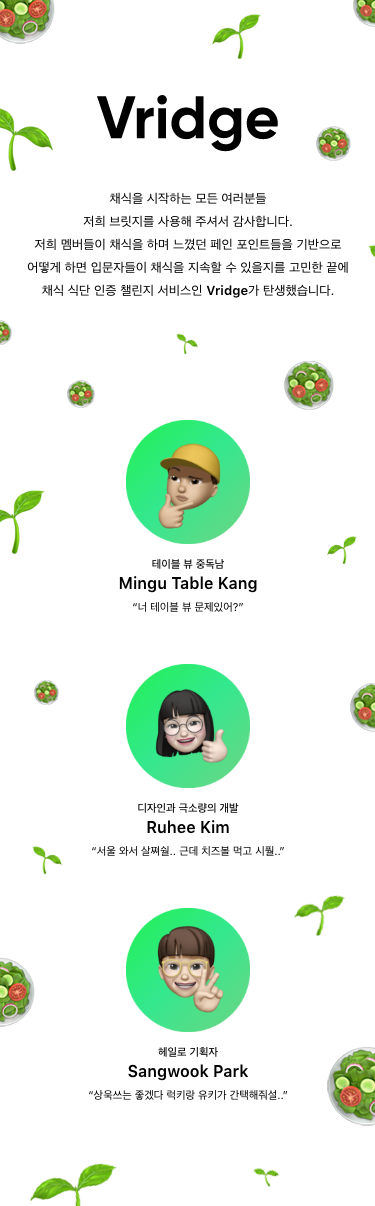 Vridge
채식을 시작하는 모든 여러분들
저희 브릿지를 사용해 주셔서 감사합니다.
저희 멤버들이 채식을 하며 느꼈던 페인 포인트들을 기반으로
어떻게 하면 입문자들이 채식을 지속할 수 있을지를 고민한 끝에
채식 식단 인증 챌린지 서비스인 Vridge가 탄생했습니다.
테이블 뷰 중독남
Mingu Table Kang
“너 테이블 뷰 문제있어?”
디자인과 극소량의 개발
Ruhee Kim
“서울 와서 살쪄쉴.. 근데 치즈볼 먹고 시풜..”
헤일로 기획자
Sangwook Park
“상욱쓰는 좋겠다 럭키랑 유키가 간택해줘설..”